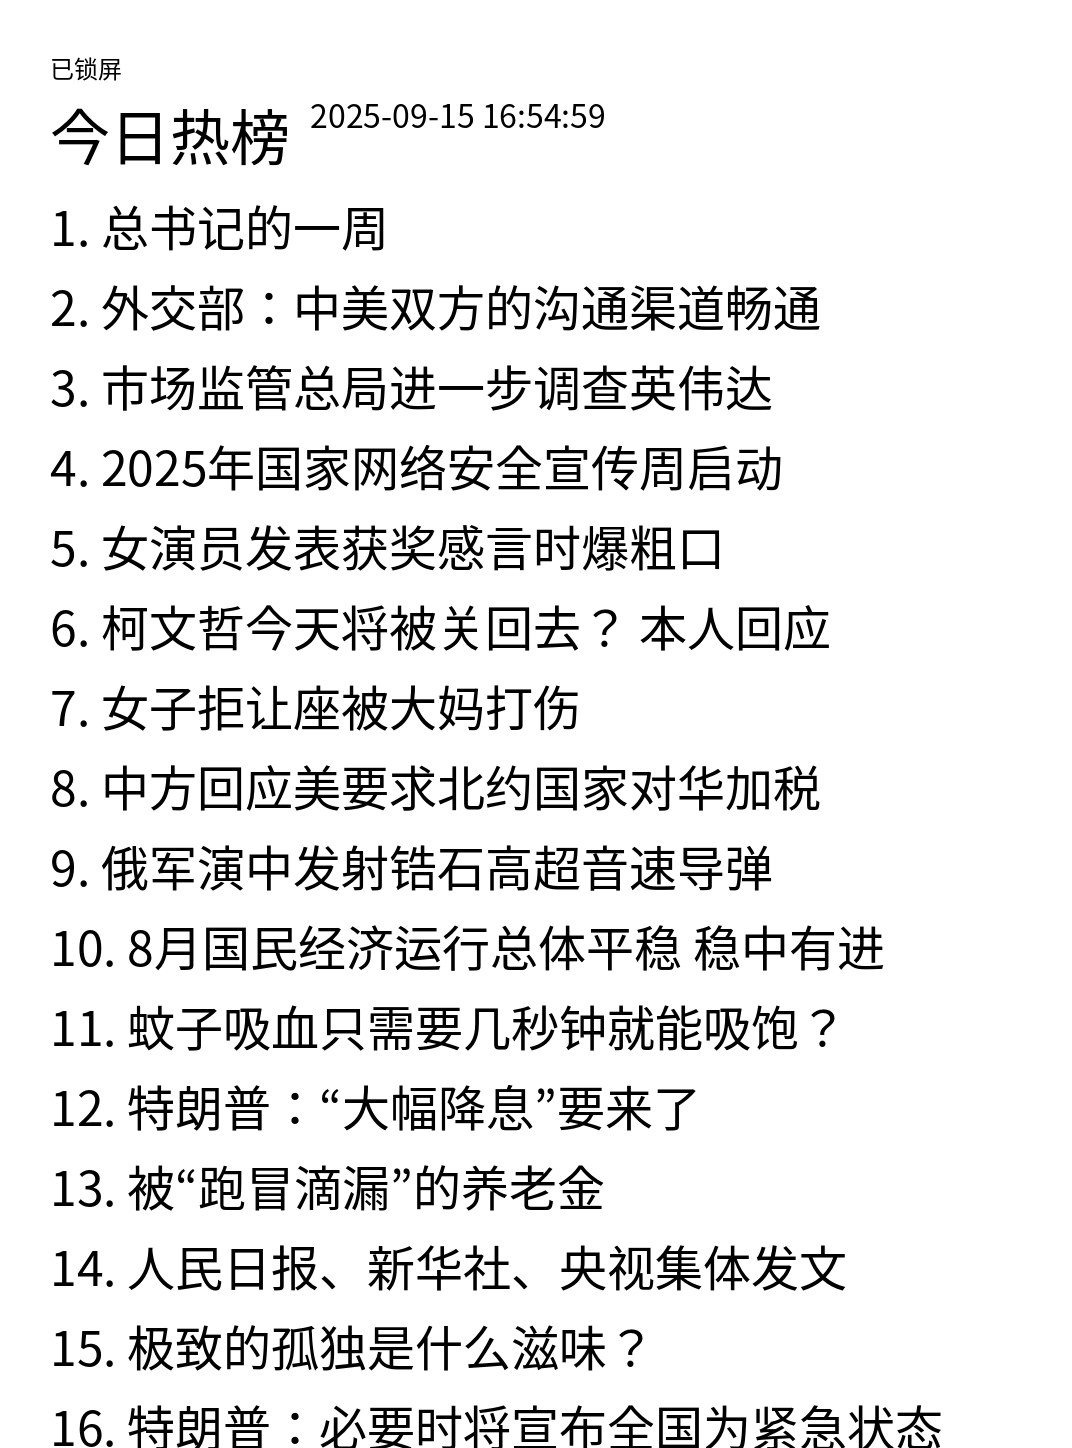 已锁屏
今日热榜 2025-09-15 16:54:59
1. 总书记的一周
2. 外交部：中美双方的沟通渠道畅通
3. 市场监管总局进一步调查英伟达
4. 2025年国家网络安全宣传周启动
5. 女演员发表获奖感言时爆粗口
6. 柯文哲今天将被关回去？ 本人回应
7. 女子拒让座被大妈打伤
8. 中方回应美要求北约国家对华加税
9. 俄军演中发射锆石高超音速导弹
10. 8月国民经济运行总体平稳 稳中有进
11. 蚊子吸血只需要几秒钟就能吸饱？
12. 特朗普：“大幅降息”要来了
13. 被“跑冒滴漏”的养老金
14. 人民日报、新华社、央视集体发文
15. 极致的孤独是什么滋味？
16. 特朗普：必要时将宣布全国为紧急状态